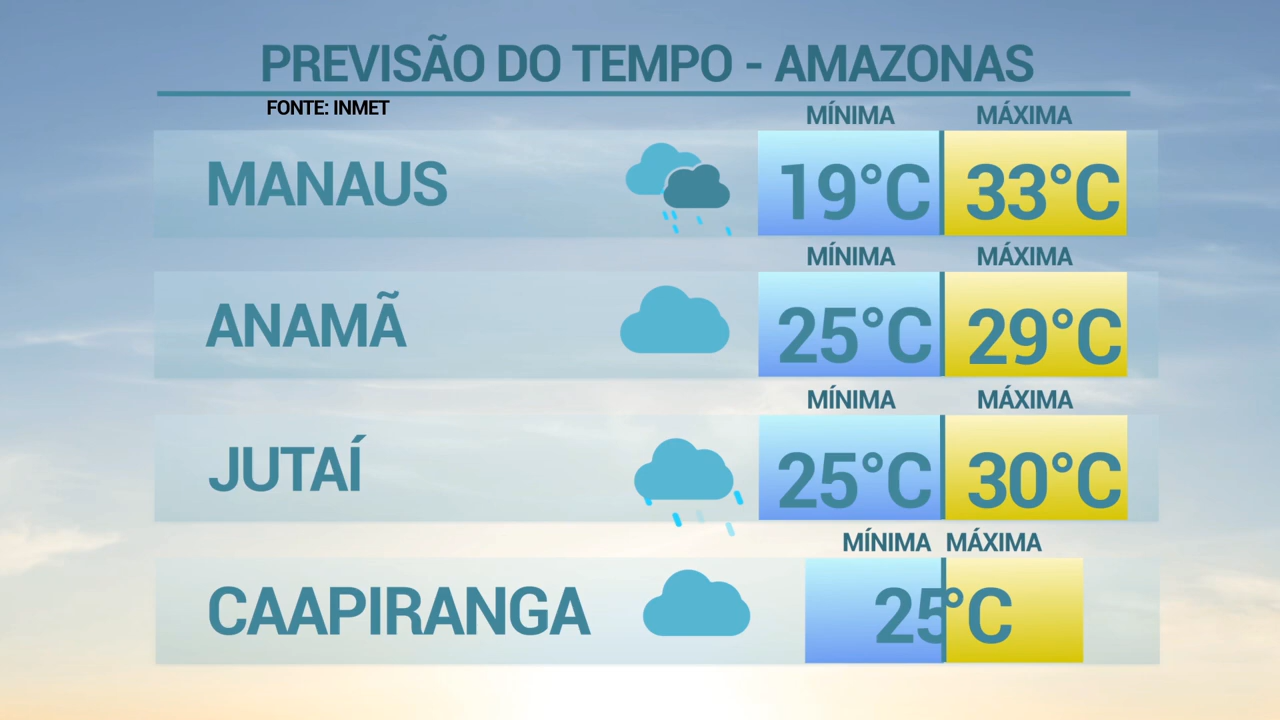 PREVISÃO DO TEMPO - AMAZONAS
FONTE: INMET
MÍNIMA MÁXIMA
MANAUS 19°C 33°C
MÍNIMA MÁXIMA
ANAMÃ 25°C 29°C
MÍNIMA MÁXIMA
JUTAÍ 25°C 30°C
MÍNIMA MÁXIMA
CAAPIRANGA 25°C